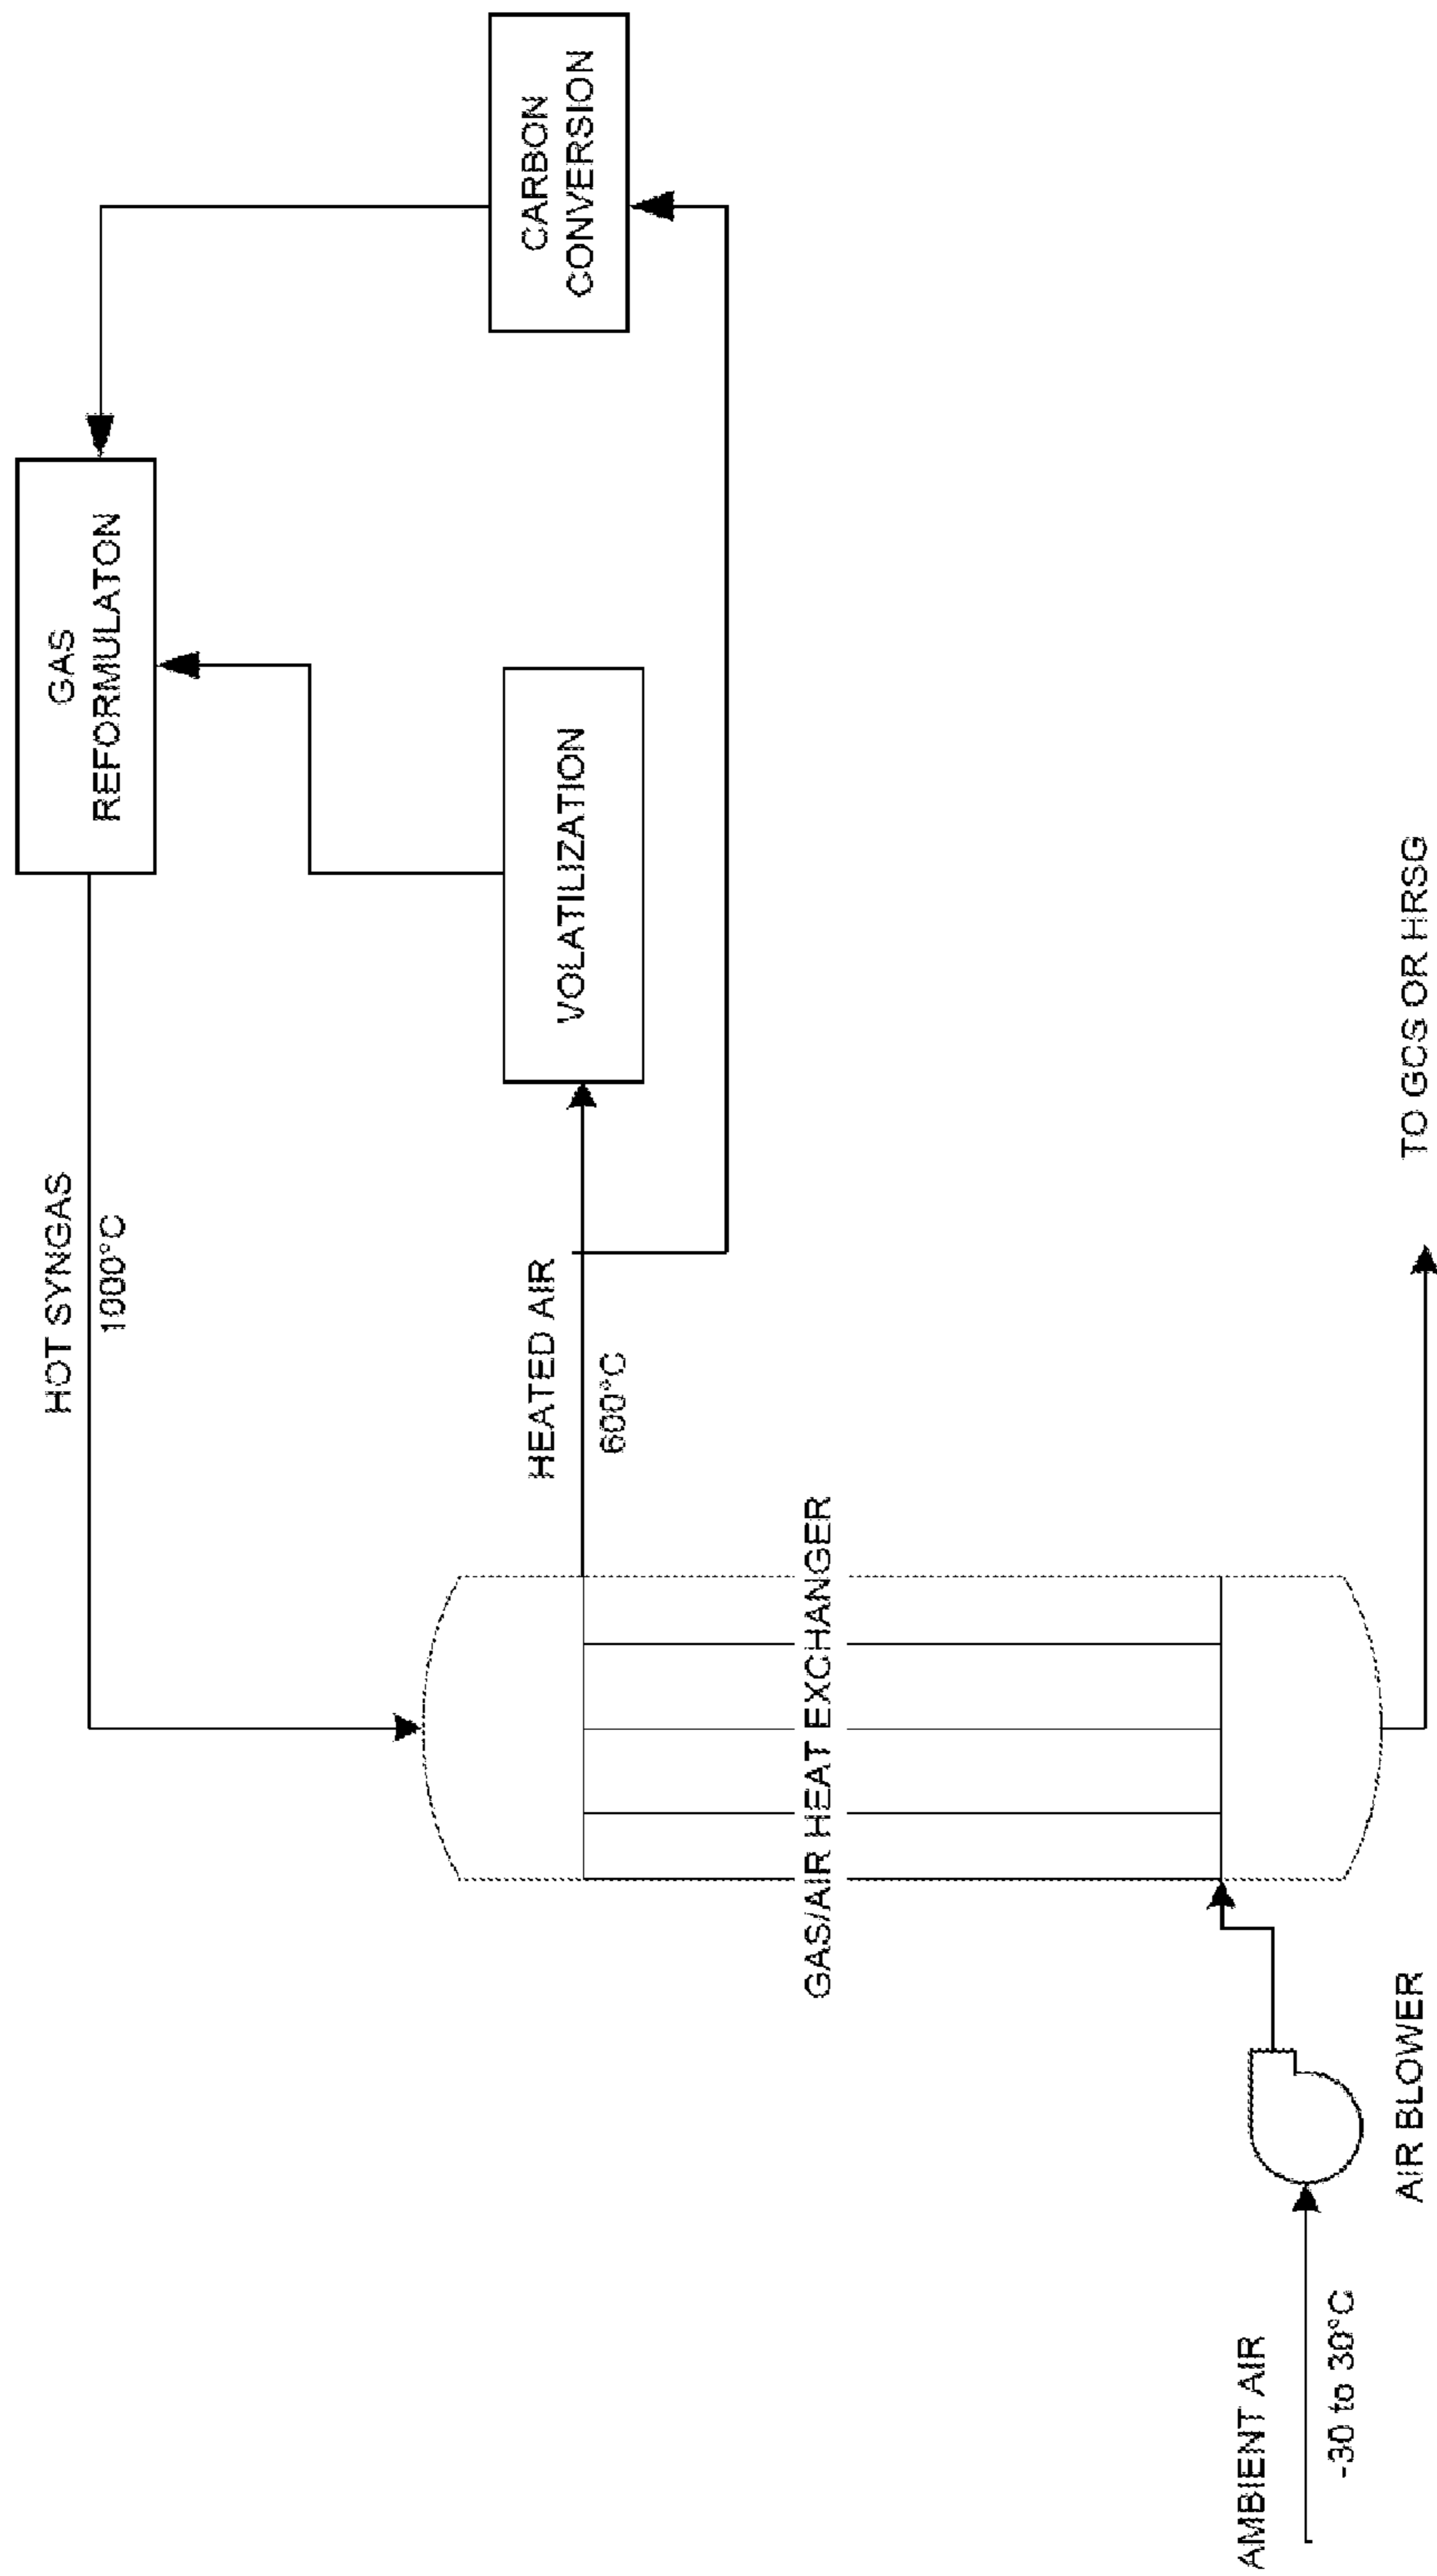 HOT SYNGAS
1000°C
GAS
REFORMULATON
HEATED AIR
600°C
VOLATILIZATION
CARBON
CONVERSION
GAS/AIR HEAT EXCHANGER
AMBIENT AIR
-30 to 30°C
AIR BLOWER
TO GCS OR HRSG